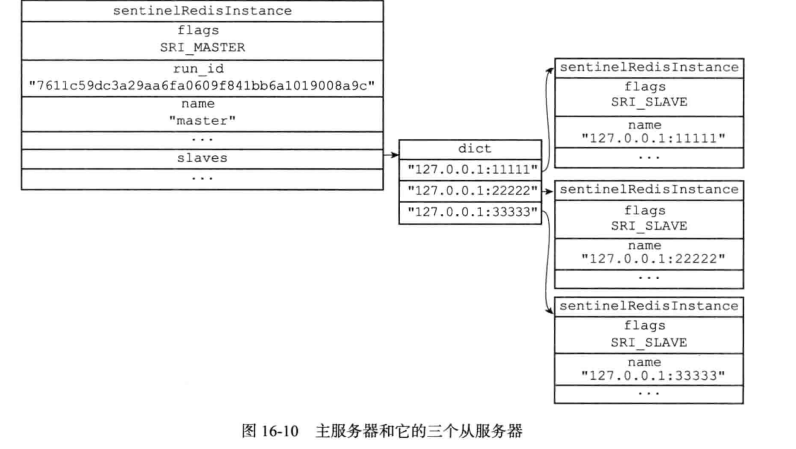 sentinelRedisInstance
flags
SRI_MASTER
run_id
"7611c59dc3a29aa6fa0609f841bb6a1019008a9c"
name
"master"
...
slaves
...
dict
"127.0.0.1:11111"
"127.0.0.1:22222"
"127.0.0.1:33333"
sentinelRedisInstance
flags
SRI_SLAVE
name
"127.0.0.1:11111"
...
sentinelRedisInstance
flags
SRI_SLAVE
name
"127.0.0.1:22222"
...
sentinelRedisInstance
flags
SRI_SLAVE
name
"127.0.0.1:33333"
...
图 16-10 主服务器和它的三个从服务器